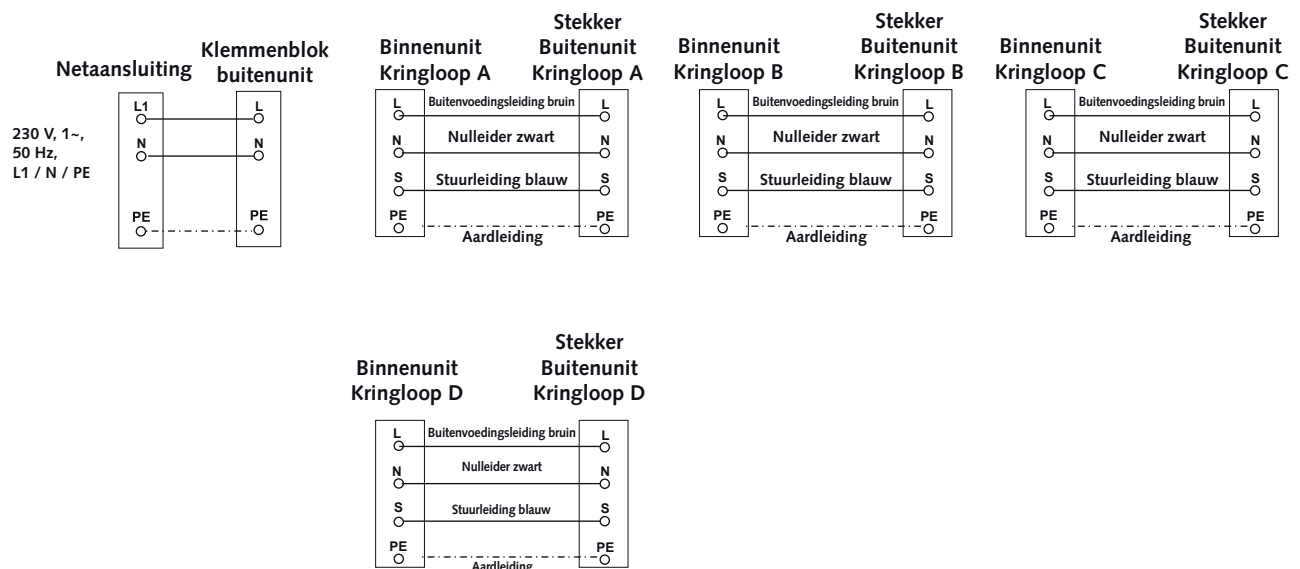 Netaansluiting
Klemmenblok
buitenunit
230 V, 1~,
50 Hz,
L1 / N / PE
L1
L
N
N
PE
PE
Binnenunit
Kringloop A
Stekker
Buitenunit
Kringloop A
L
Buitenvoedingsleiding bruin
L
N
Nulleider zwart
N
S
Stuurleiding blauw
S
PE
Aardleiding
PE
Binnenunit
Kringloop B
Stekker
Buitenunit
Kringloop B
L
Buitenvoedingsleiding bruin
L
N
Nulleider zwart
N
S
Stuurleiding blauw
S
PE
Aardleiding
PE
Binnenunit
Kringloop C
Stekker
Buitenunit
Kringloop C
L
Buitenvoedingsleiding bruin
L
N
Nulleider zwart
N
S
Stuurleiding blauw
S
PE
Aardleiding
PE
Binnenunit
Kringloop D
Stekker
Buitenunit
Kringloop D
L
Buitenvoedingsleiding bruin
L
N
Nulleider zwart
N
S
Stuurleiding blauw
S
PE
Aardleiding
PE